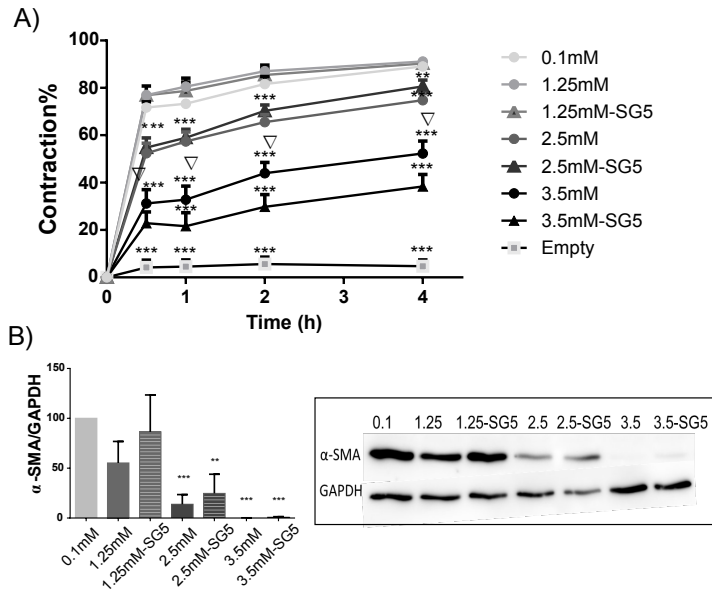 A)
Contraction%
100
80
60
40
20
0
***
***
***
**
***
▽
▽
▽
▽
***
***
***
***
***
***
***
***
***
***
***
0
1
2
3
4
Time (h)
0.1mM
1.25mM
1.25mM-SG5
2.5mM
2.5mM-SG5
3.5mM
3.5mM-SG5
Empty
B)
α-SMA/GAPDH
150
100
50
0
***
**
***
***
0.1mM
1.25mM
1.25mM-SG5
2.5mM
2.5mM-SG5
3.5mM
3.5mM-SG5
0.1 1.25 1.25-SG5 2.5 2.5-SG5 3.5 3.5-SG5
α-SMA
GAPDH